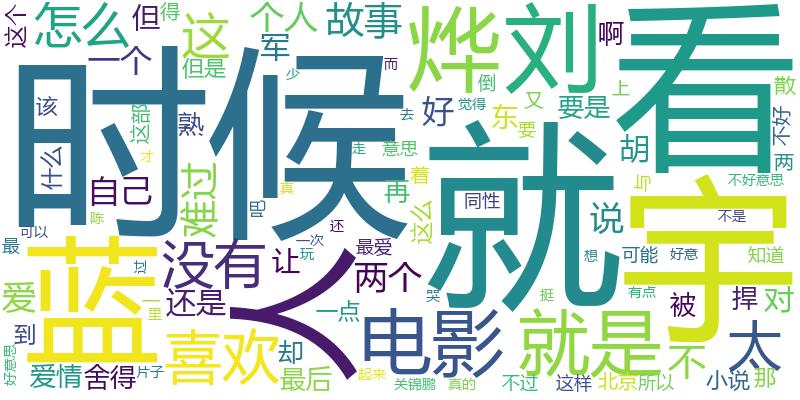 这个
怎么
但
得
这
个人
故事
烨
刘
啊
看
一个
但是
军
少
而
倒
上
散
时候
该
这部
熟
去
觉得
又
要是
不好
好
东
要
什么
才
走
意思
胡
两
自己
难过
真
再
着
就
与
不好意思
宇
陈
吧
同性
说
可以
还
这么
不是
最
没有
人
一次
最爱
想
可能
好意
知道
蓝
过
让
玩
两个
哭
有点
爱
一里
还是
一点
挺
被
捍
对
到
电影
就是
不
太
喜欢
却
好意思
爱情
舍得
片子
最后
起来
关锦鹏
真的
不过
这样
北京
所以
小说
那